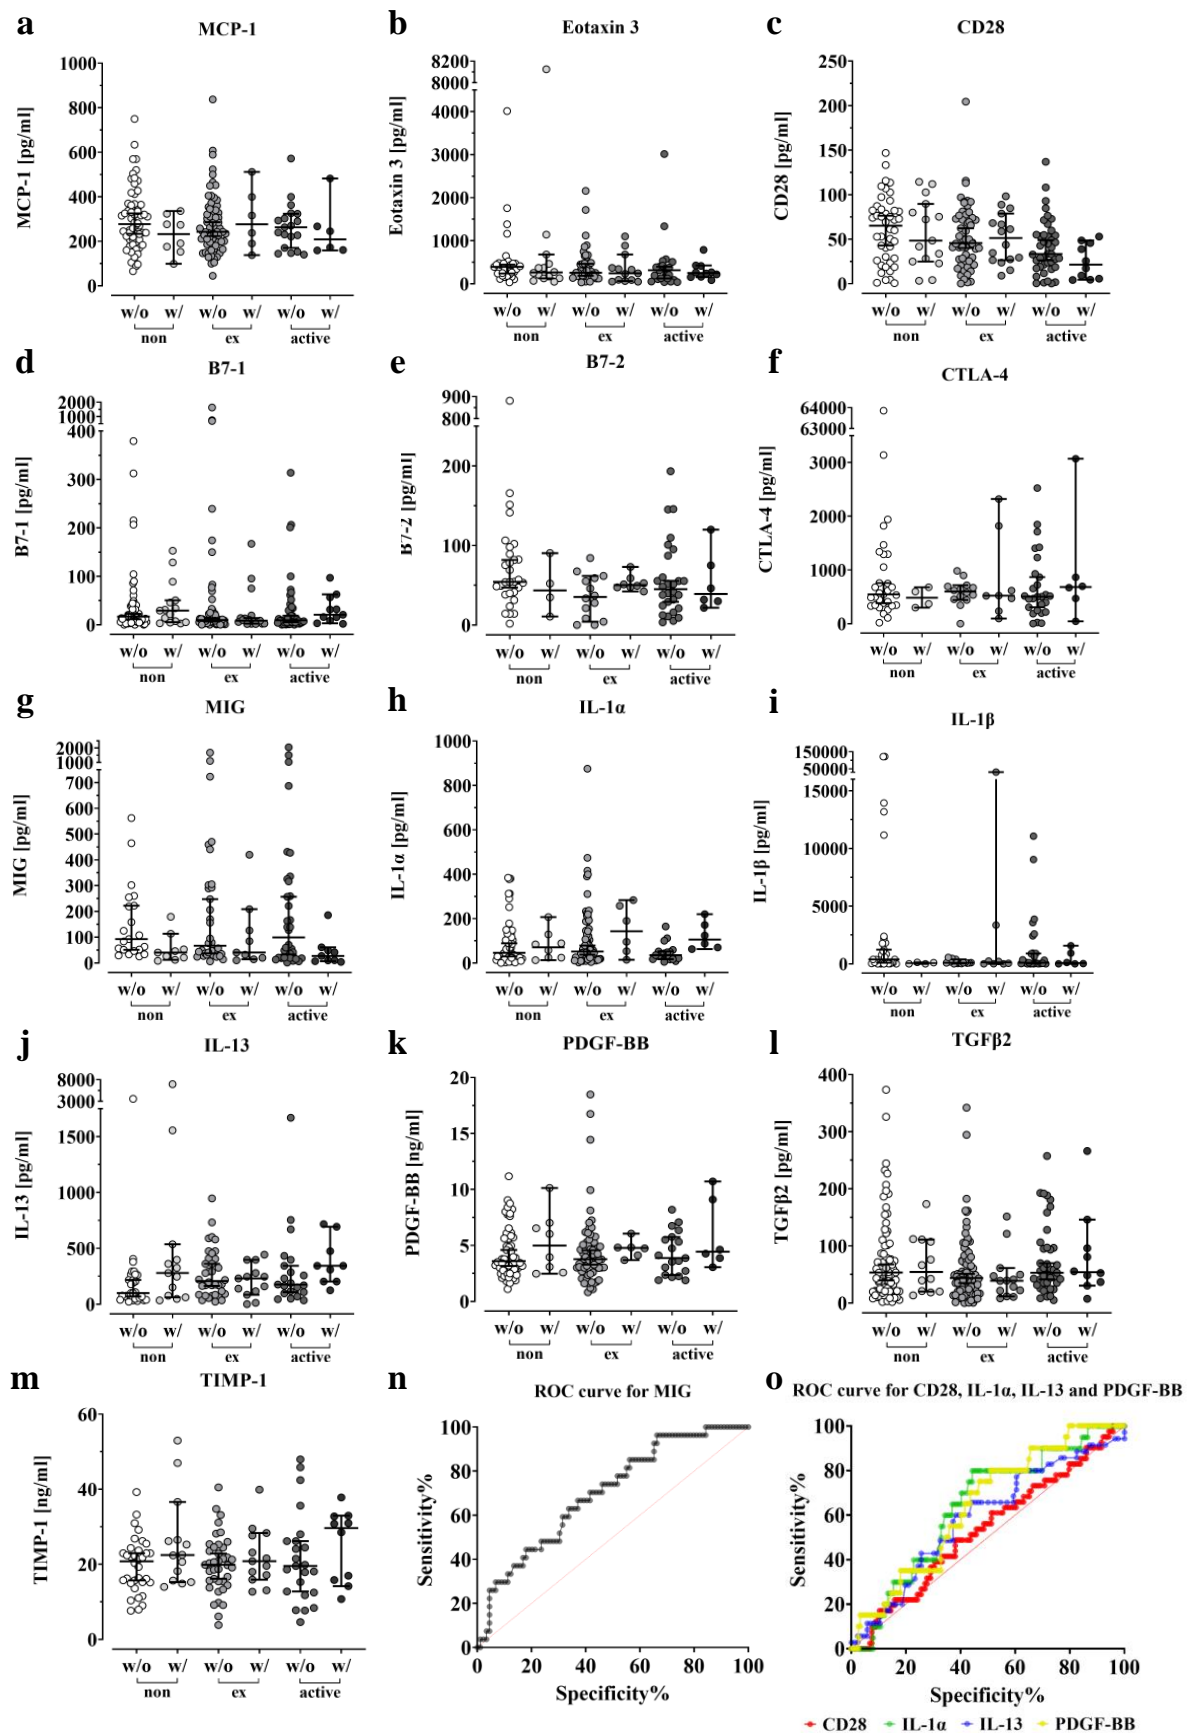 a
MCP-1
MCP-1 [pg/ml]
1000
800
600
400
200
0
w/o w/ w/o w/ w/o w/
non ex active
b
Eotaxin 3
Eotaxin 3 [pg/ml]
8200
8000
4000
3000
2000
1000
0
w/o w/ w/o w/ w/o w/
non ex active
c
CD28
CD28 [pg/ml]
250
200
150
100
50
0
w/o w/ w/o w/ w/o w/
non ex active
d
B7-1
B7-1 [pg/ml]
2000
1000
400
300
200
100
0
w/o w/ w/o w/ w/o w/
non ex active
e
B7-2
B7-2 [pg/ml]
900
800
200
100
0
w/o w/ w/o w/ w/o w/
non ex active
f
CTLA-4
CTLA-4 [pg/ml]
64000
63000
3000
2000
1000
0
w/o w/ w/o w/ w/o w/
non ex active
g
MIG
MIG [pg/ml]
2000
1000
700
600
500
400
300
200
100
0
w/o w/ w/o w/ w/o w/
non ex active
h
IL-1α
IL-1α [pg/ml]
1000
800
600
400
200
0
w/o w/ w/o w/ w/o w/
non ex active
i
IL-1β
IL-1β [pg/ml]
150000
50000
15000
10000
5000
0
w/o w/ w/o w/ w/o w/
non ex active
j
IL-13
IL-13 [pg/ml]
8000
3000
1500
1000
500
0
w/o w/ w/o w/ w/o w/
non ex active
k
PDGF-BB
PDGF-BB [ng/ml]
20
15
10
5
0
w/o w/ w/o w/ w/o w/
non ex active
l
TGFβ2
TGFβ2 [pg/ml]
400
300
200
100
0
w/o w/ w/o w/ w/o w/
non ex active
m
TIMP-1
TIMP-1 [ng/ml]
60
40
20
0
w/o w/ w/o w/ w/o w/
non ex active
n
ROC curve for MIG
Sensitivity%
100
80
60
40
20
0
0 20 40 60 80 100
Specificity%
o
ROC curve for CD28, IL-1α, IL-13 and PDGF-BB
Sensitivity%
100
80
60
40
20
0
0 20 40 60 80 100
Specificity%
CD28 IL-1α IL-13 PDGF-BB